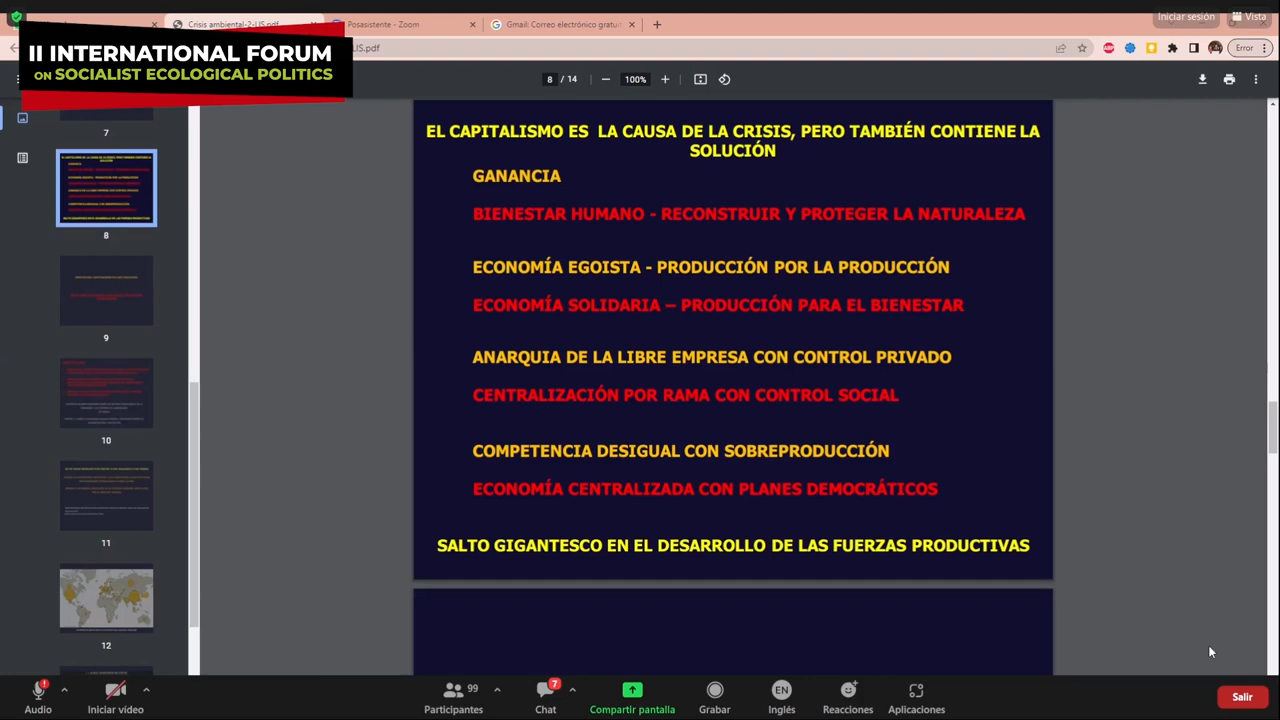 Crisis ambiental-2-LIS.pdf
Posasistente - Zoom
Gmail: Correo electrónico gratuit
Iniciar sesión
Vista
II INTERNATIONAL FORUM
ON SOCIALIST ECOLOGICAL POLITICS
LIS.pdf
ABP
Error
8 / 14
100%
7
8
9
10
11
12
EL CAPITALISMO ES LA CAUSA DE LA CRISIS, PERO TAMBIÉN CONTIENE LA
SOLUCIÓN
GANANCIA
BIENESTAR HUMANO - RECONSTRUIR Y PROTEGER LA NATURALEZA
ECONOMÍA EGOISTA - PRODUCCIÓN POR LA PRODUCCIÓN
ECONOMÍA SOLIDARIA – PRODUCCIÓN PARA EL BIENESTAR
ANARQUIA DE LA LIBRE EMPRESA CON CONTROL PRIVADO
CENTRALIZACIÓN POR RAMA CON CONTROL SOCIAL
COMPETENCIA DESIGUAL CON SOBREPRODUCCIÓN
ECONOMÍA CENTRALIZADA CON PLANES DEMOCRÁTICOS
SALTO GIGANTESCO EN EL DESARROLLO DE LAS FUERZAS PRODUCTIVAS
Audio
Iniciar vídeo
99
Participantes
7
Chat
Compartir pantalla
Grabar
EN
Inglés
Reacciones
Aplicaciones
Salir